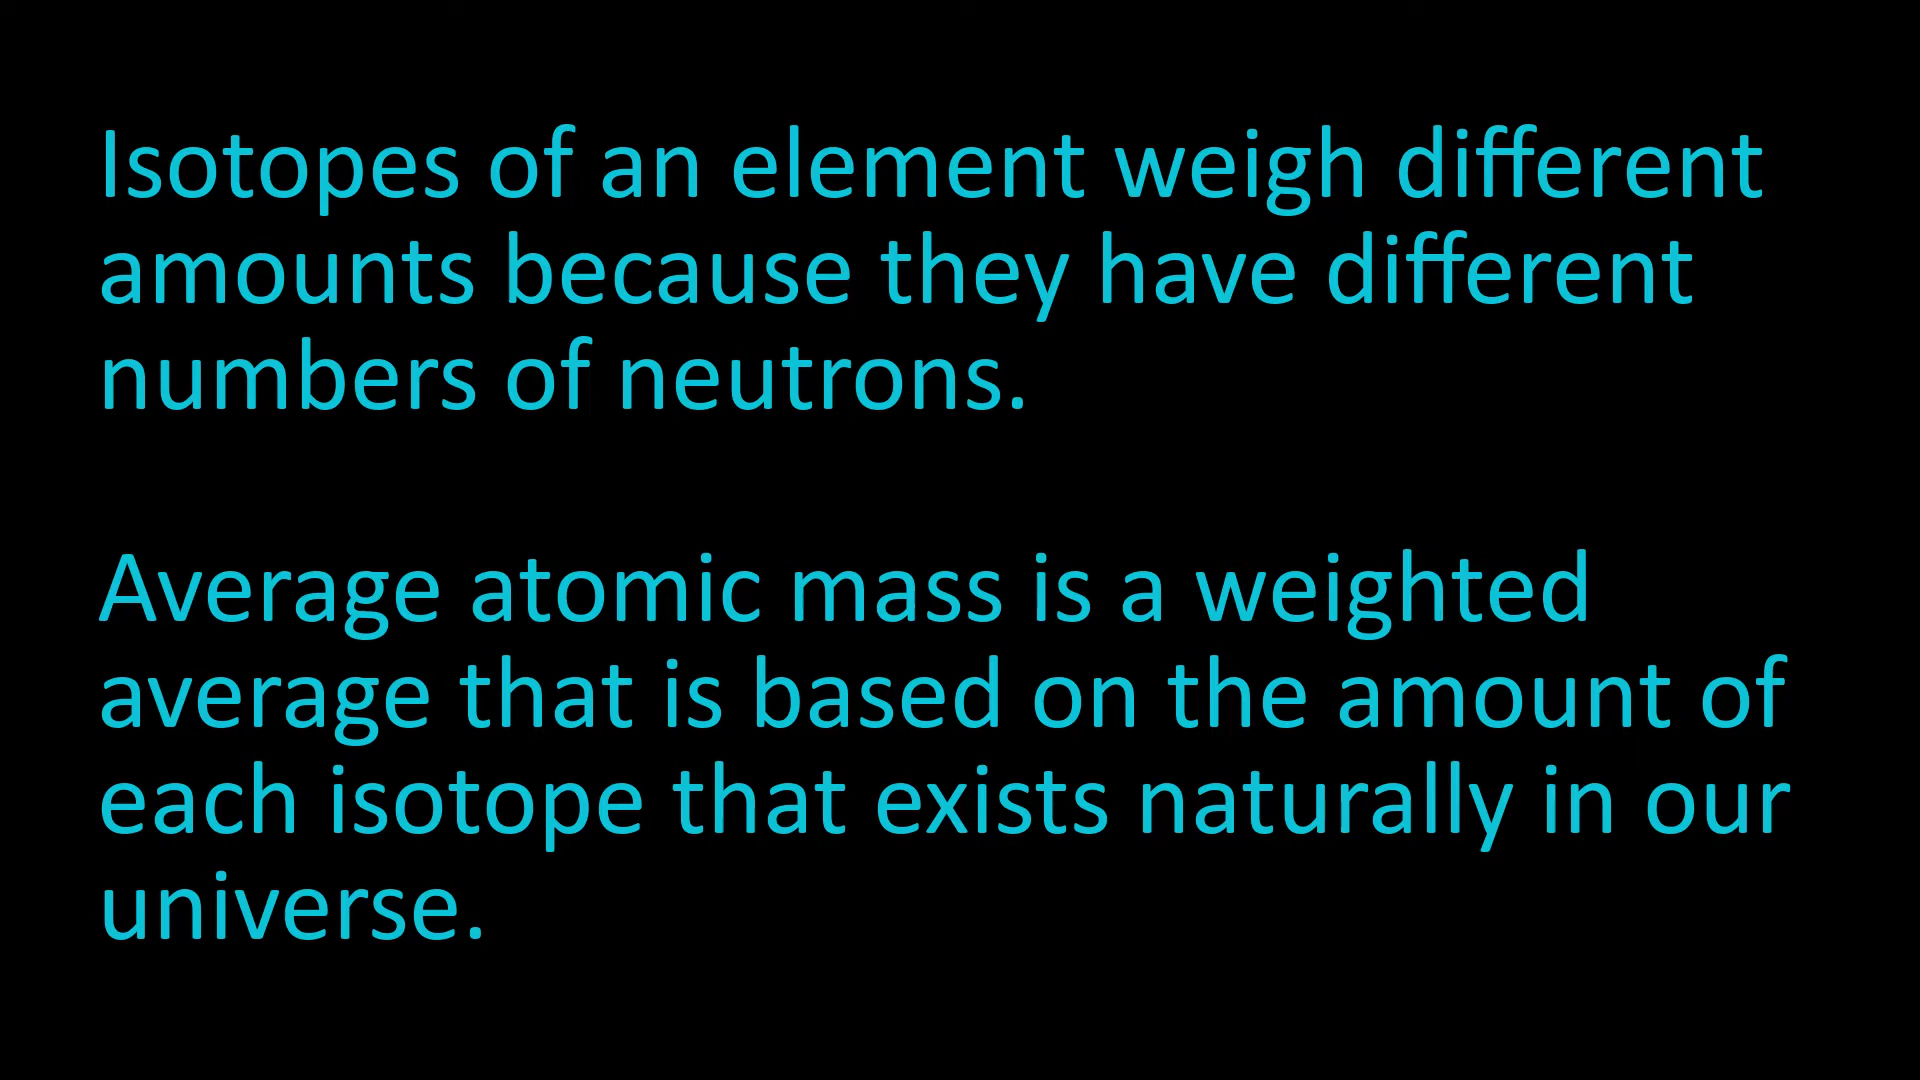 Isotopes of an element weigh different
amounts because they have different
numbers of neutrons.
Average atomic mass is a weighted
average that is based on the amount of
each isotope that exists naturally in our
universe.